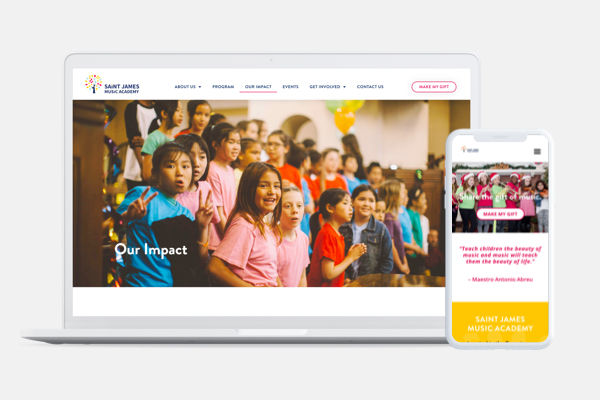 SAINT JAMES
MUSIC ACADEMY
ABOUT US
PROGRAM
OUR IMPACT
EVENTS
GET INVOLVED
CONTACT US
MAKE MY GIFT
Our Impact
Share the gift of music.
MAKE MY GIFT
"Teach children the beauty of
music and music will teach
them the beauty of life."
– Maestro Antonio Abreu
SAINT JAMES
MUSIC ACADEMY